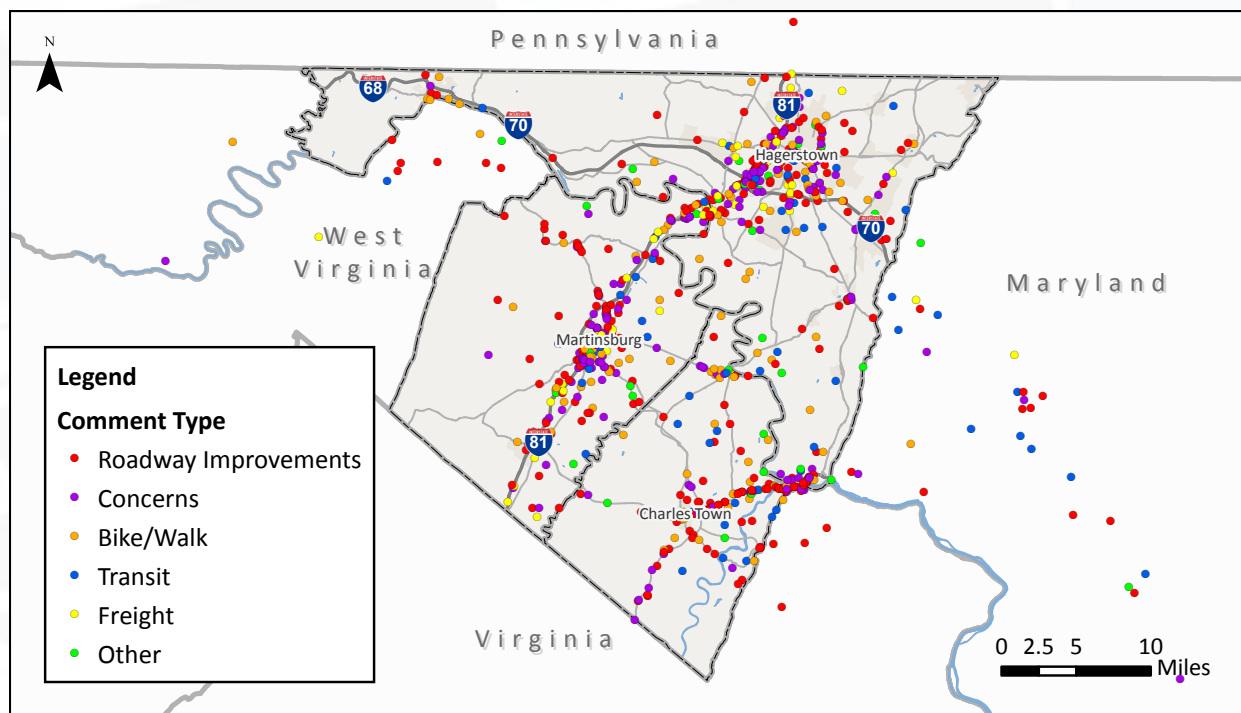 Pennsylvania
N
68
81
70
Hagerstown
70
West
Virginia
Maryland
Martinsburg
Legend
Comment Type
Roadway Improvements
Concerns
Bike/Walk
Transit
Freight
Other
81
Charles Town
Virginia
0 2.5 5 10
Miles